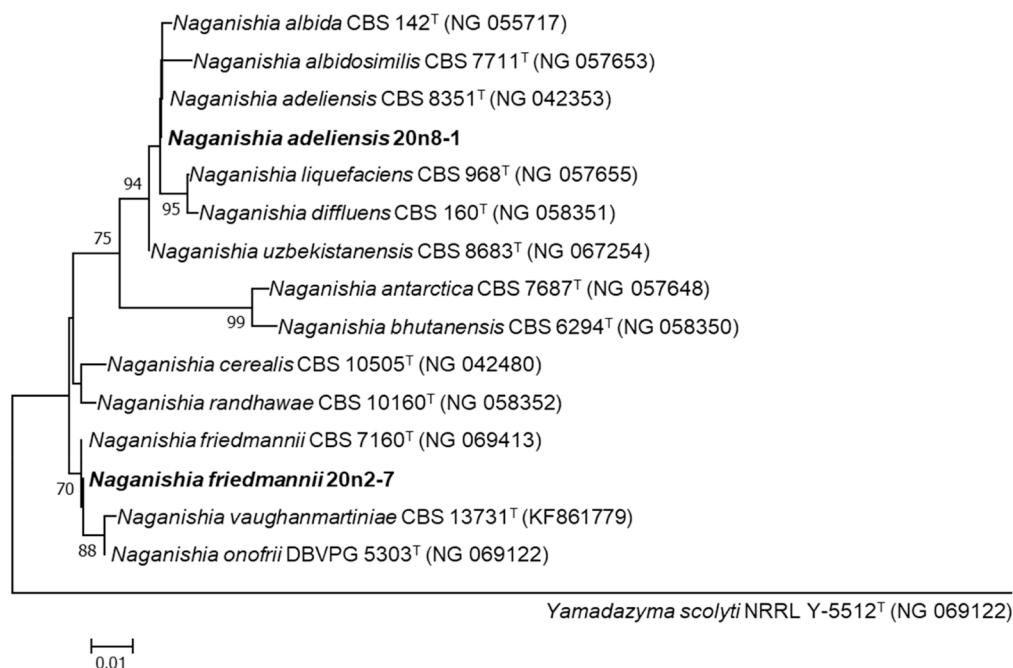 Naganishia albida CBS 142ᵀ (NG 055717)
Naganishia albidosimilis CBS 7711ᵀ (NG 057653)
Naganishia adeliensis CBS 8351ᵀ (NG 042353)
Naganishia adeliensis 20n8-1
94
Naganishia liquefaciens CBS 968ᵀ (NG 057655)
95
Naganishia diffluens CBS 160ᵀ (NG 058351)
75
Naganishia uzbekistanensis CBS 8683ᵀ (NG 067254)
Naganishia antarctica CBS 7687ᵀ (NG 057648)
99
Naganishia bhutanensis CBS 6294ᵀ (NG 058350)
Naganishia cerealis CBS 10505ᵀ (NG 042480)
Naganishia randhawae CBS 10160ᵀ (NG 058352)
Naganishia friedmannii CBS 7160ᵀ (NG 069413)
70
Naganishia friedmannii 20n2-7
Naganishia vaughanmartiniae CBS 13731ᵀ (KF861779)
88
Naganishia onofrii DBVPG 5303ᵀ (NG 069122)
Yamadazyma scolyti NRRL Y-5512ᵀ (NG 069122)
0.01